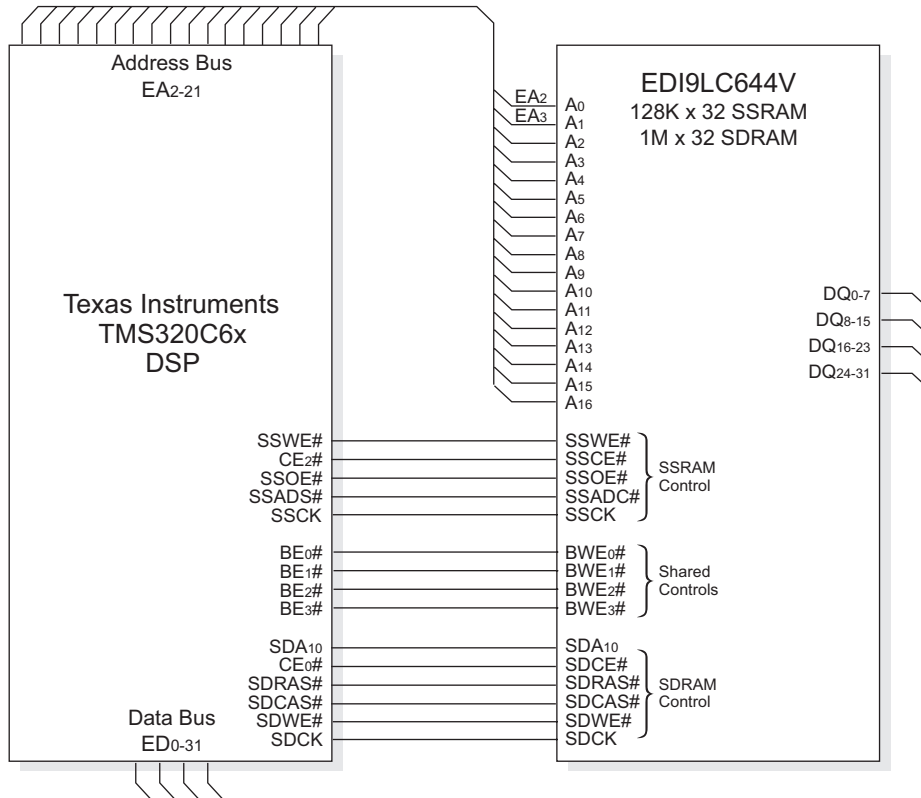 Address Bus
EA2-21
Texas Instruments
TMS320C6x
DSP
SSWE#
CE2#
SSOE#
SSADS#
SSCK
BE0#
BE1#
BE2#
BE3#
SDA10
CE0#
SDRAS#
SDCAS#
SDWE#
SDCK
Data Bus
ED0-31
EA2
EA3
EDI9LC644V
128K x 32 SSRAM
1M x 32 SDRAM
A0
A1
A2
A3
A4
A5
A6
A7
A8
A9
A10
A11
A12
A13
A14
A15
A16
DQ0-7
DQ8-15
DQ16-23
DQ24-31
SSWE#
SSCE#
SSOE#
SSADC#
SSCK
SSRAM
Control
BWE0#
BWE1#
BWE2#
BWE3#
Shared
Controls
SDA10
SDCE#
SDRAS#
SDCAS#
SDWE#
SDCK
SDRAM
Control